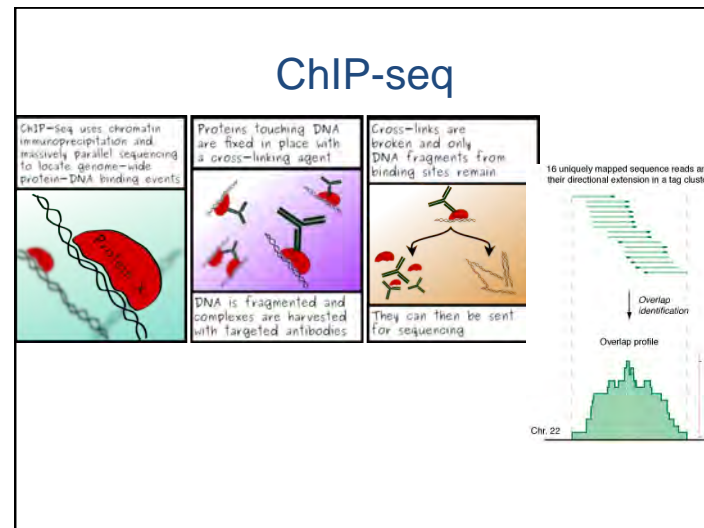 ChIP-seq
ChIP-Seq uses chromatin
immunoprecipitation and
massively parallel sequencing
to locate genome-wide
protein-DNA binding events
Protein X
Proteins touching DNA
are fixed in place with
a cross-linking agent
DNA is fragmented and
complexes are harvested
with targeted antibodies
Cross-links are
broken and only
DNA fragments from
binding sites remain
They can then be sent
for sequencing
16 uniquely mapped sequence reads an
their directional extension in a tag cluste
Overlap
identification
Overlap profile
Chr. 22